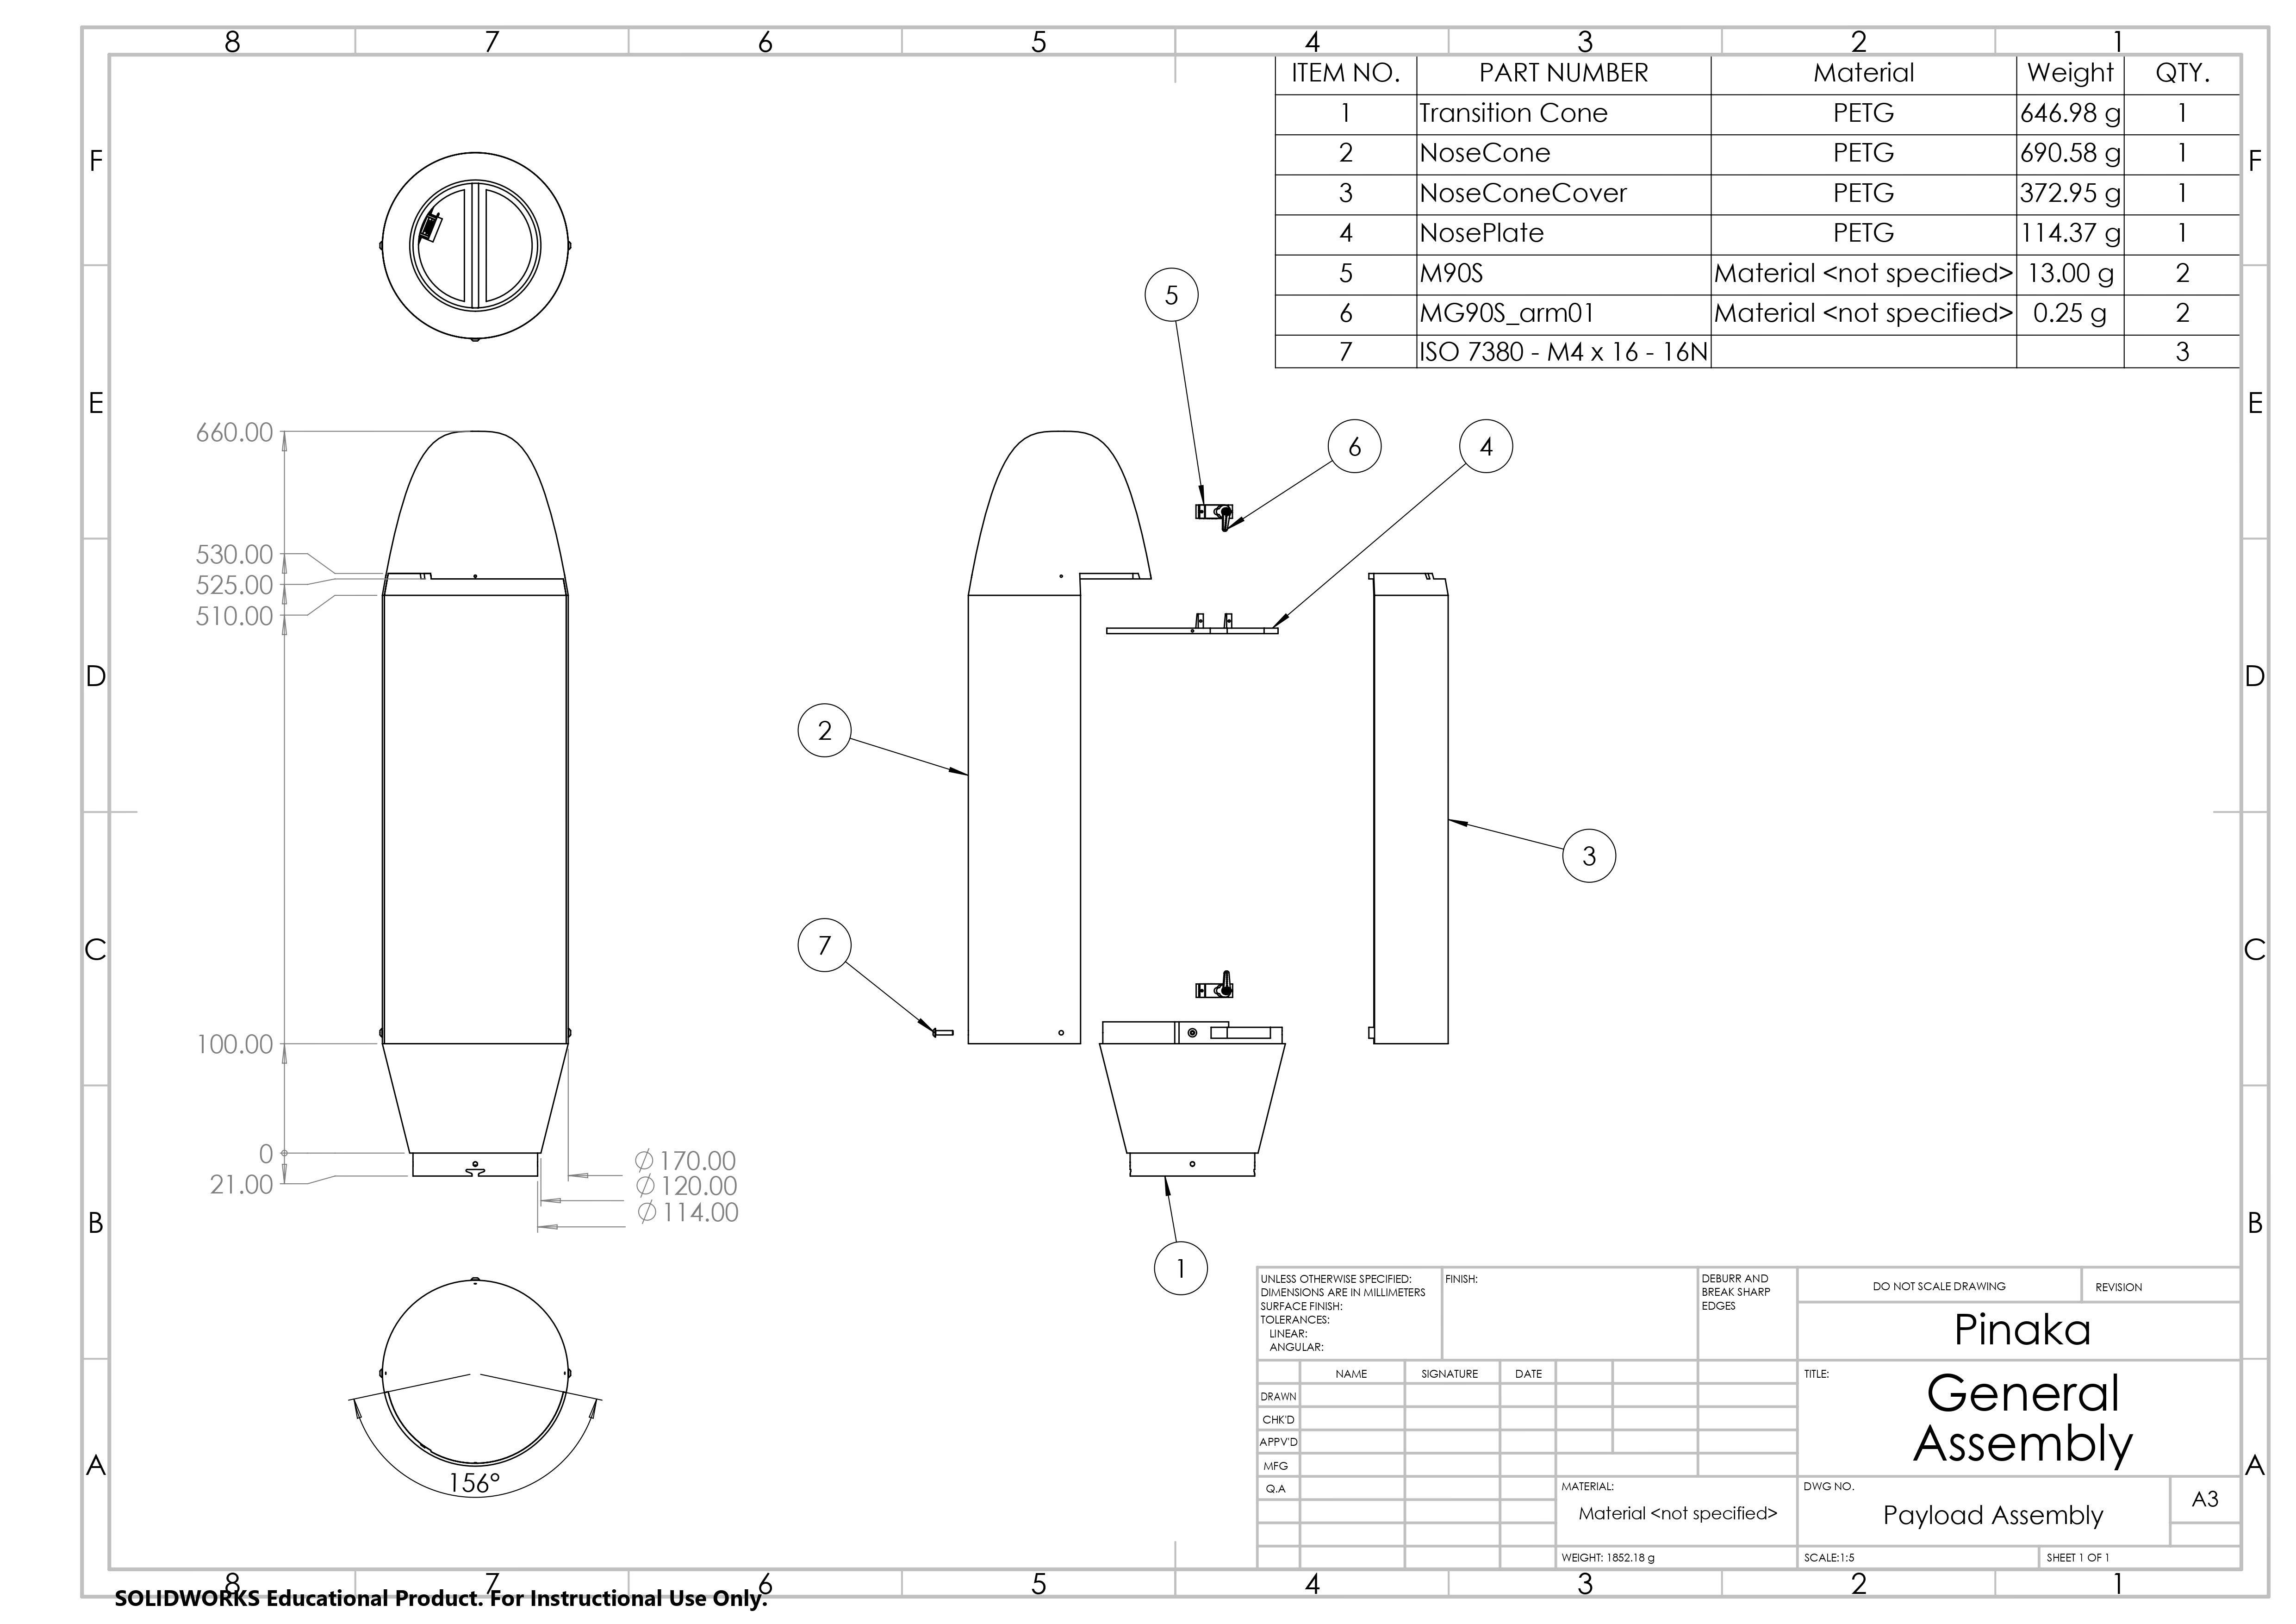 8 7 6 5 4 3 2 1
ITEM NO. PART NUMBER Material Weight QTY.
1 Transition Cone PETG 646.98 g 1
2 NoseCone PETG 690.58 g 1
3 NoseConeCover PETG 372.95 g 1
4 NosePlate PETG 114.37 g 1
5 M90S Material <not specified> 13.00 g 2
6 MG90S_arm01 Material <not specified> 0.25 g 2
7 ISO 7380 - M4 x 16 - 16N 3
F F
E E
D D
C C
B B
A A
5
6
4
2
3
7
1
660.00
530.00
525.00
510.00
100.00
0
21.00
∅170.00
∅120.00
∅114.00
156°
UNLESS OTHERWISE SPECIFIED:
DIMENSIONS ARE IN MILLIMETERS
SURFACE FINISH:
TOLERANCES:
LINEAR:
ANGULAR:
FINISH:
DEBURR AND
BREAK SHARP
EDGES
DO NOT SCALE DRAWING
REVISION
Pinaka
NAME SIGNATURE DATE
DRAWN
CHK'D
APPV'D
MFG
Q.A
TITLE:
General
Assembly
MATERIAL:
Material <not specified>
DWG NO.
Payload Assembly
A3
WEIGHT: 1852.18 g
SCALE:1:5
SHEET 1 OF 1
8 7 6 5 4 3 2 1
SOLIDWORKS Educational Product. For Instructional Use Only.